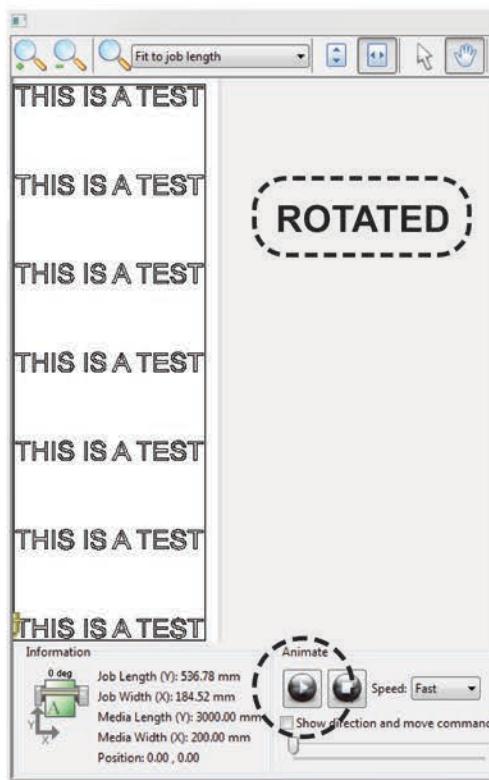 Fit to job length
THIS IS A TEST
THIS IS A TEST
ROTATED
THIS IS A TEST
THIS IS A TEST
THIS IS A TEST
THIS IS A TEST
THIS IS A TEST
Information
0 deg
A
Y
X
Job Length (Y): 536.78 mm
Job Width (X): 184.52 mm
Media Length (Y): 3000.00 mm
Media Width (X): 200.00 mm
Position: 0.00 , 0.00
Animate
Speed: Fast
Show direction and move command